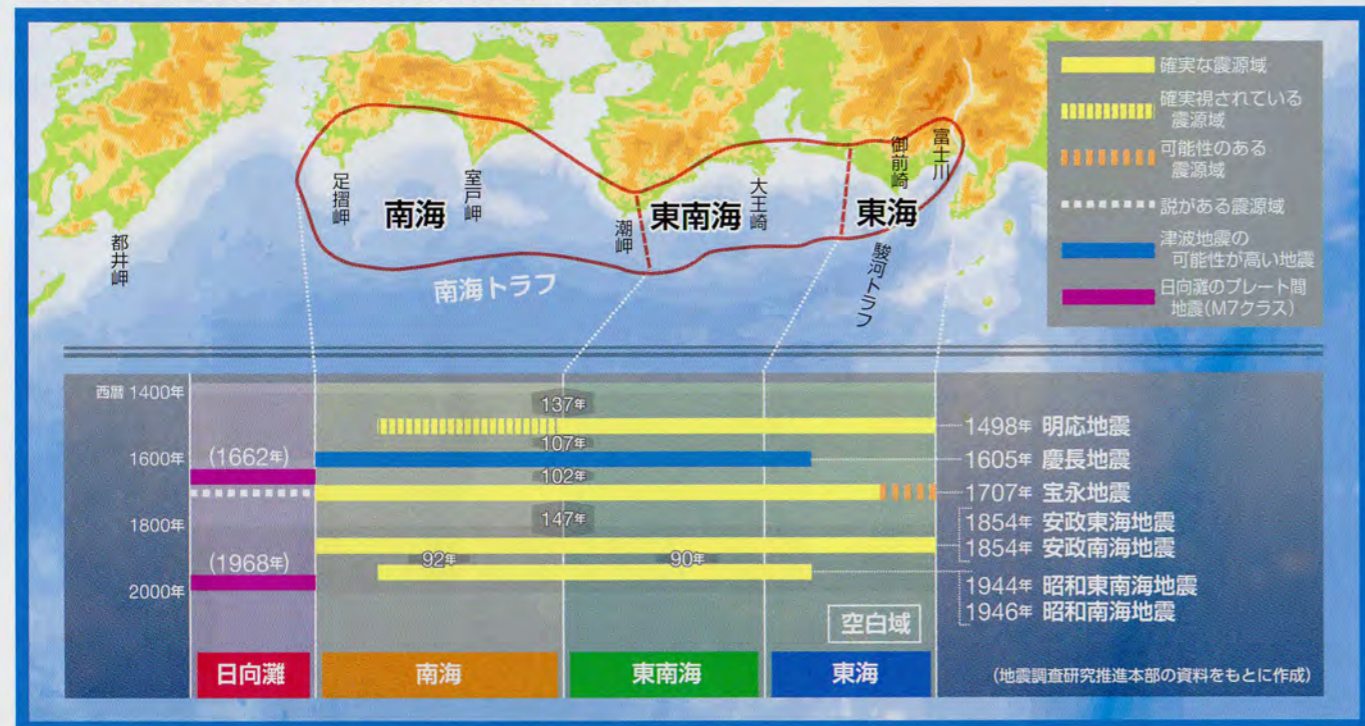 確実な震源域
確実視されている
震源域
可能性のある
震源域
説がある震源域
津波地震の
可能性が高い地震
日向灘のプレート間
地震(M7クラス)
都井岬
足摺岬
南海
室戸岬
潮岬
東南海
大王崎
東海
御前崎
富士川
南海トラフ
駿河トラフ
西暦 1400年
1600年
1800年
2000年
137年
1498年 明応地震
107年
(1662年)
1605年 慶長地震
102年
1707年 宝永地震
147年
1854年 安政東海地震
1854年 安政南海地震
(1968年)
92年
90年
1944年 昭和東南海地震
1946年 昭和南海地震
空白域
日向灘
南海
東南海
東海
(地震調査研究推進本部の資料をもとに作成)